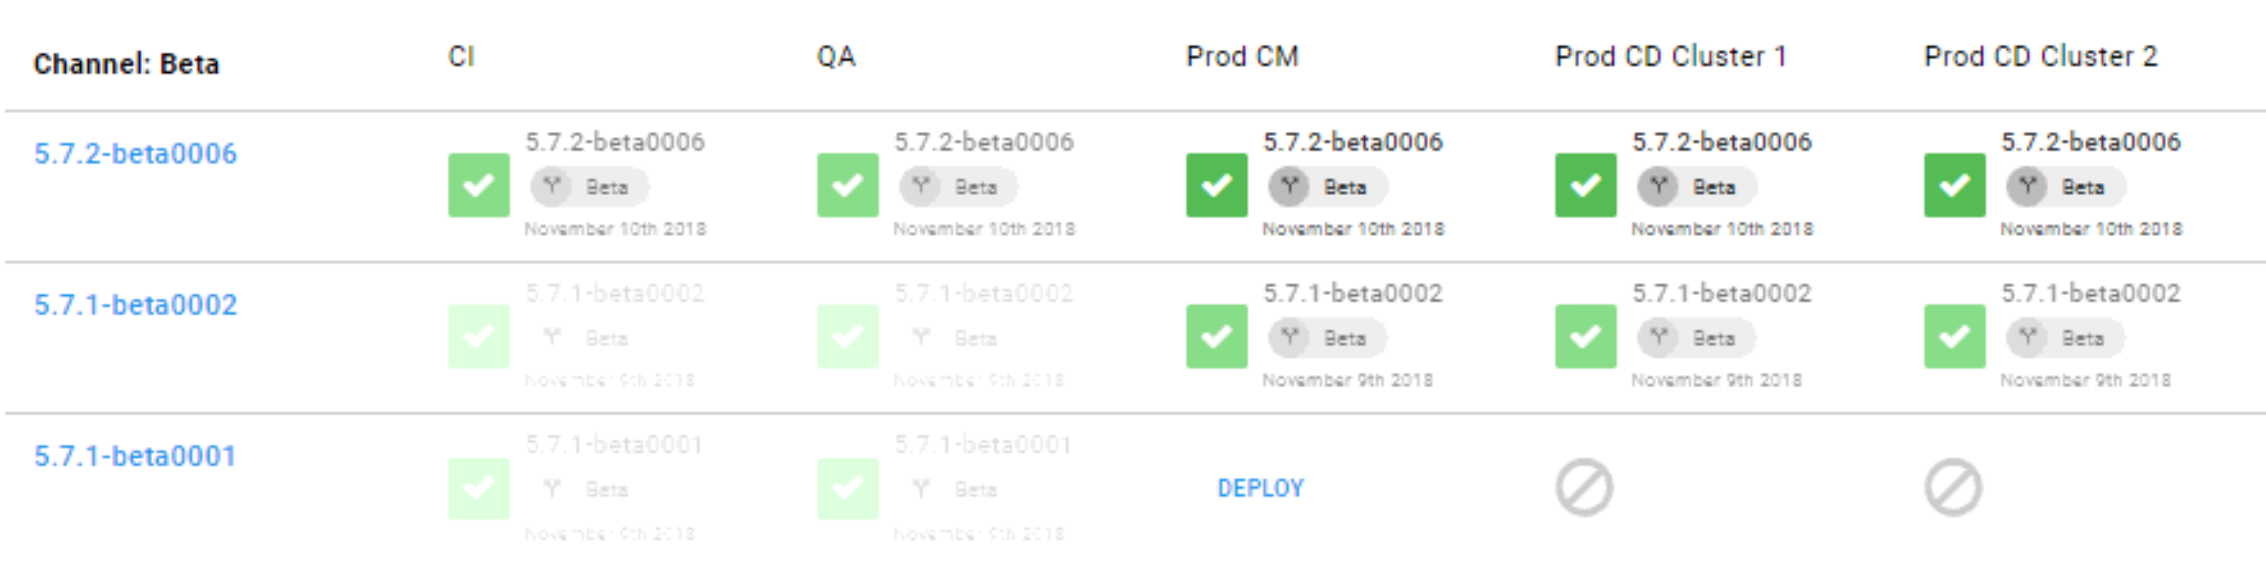 Channel: Beta CI QA Prod CM Prod CD Cluster 1 Prod CD Cluster 2
5.7.2-beta0006 5.7.2-beta0006 5.7.2-beta0006 5.7.2-beta0006 5.7.2-beta0006 5.7.2-beta0006
Beta Beta Beta Beta Beta
November 10th 2018 November 10th 2018 November 10th 2018 November 10th 2018 November 10th 2018
5.7.1-beta0002 5.7.1-beta0002 5.7.1-beta0002 5.7.1-beta0002 5.7.1-beta0002 5.7.1-beta0002
Beta Beta Beta Beta Beta
November 9th 2018 November 9th 2018 November 9th 2018 November 9th 2018 November 9th 2018
5.7.1-beta0001 5.7.1-beta0001 5.7.1-beta0001
Beta Beta DEPLOY
November 9th 2018 November 9th 2018